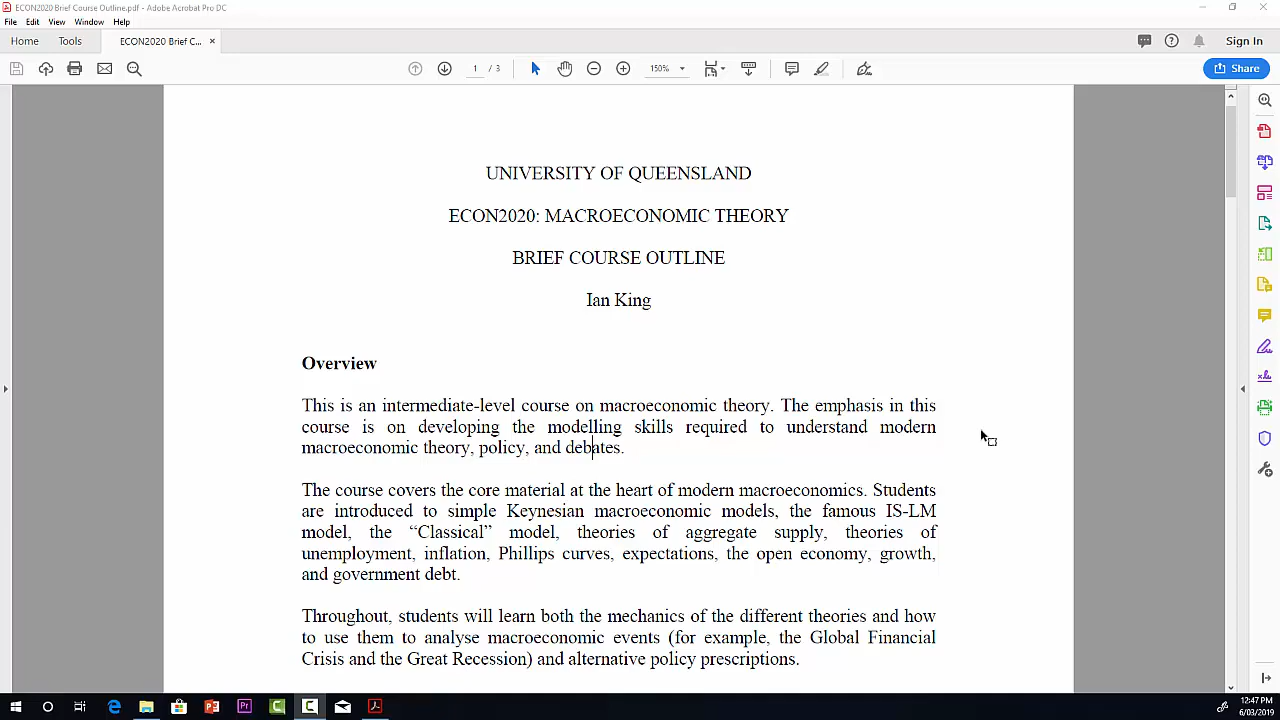 ECON2020 Brief Course Outline.pdf - Adobe Acrobat Pro DC
File Edit View Window Help
Home Tools ECON2020 Brief C... × Sign In
1 / 3 150% Share
UNIVERSITY OF QUEENSLAND
ECON2020: MACROECONOMIC THEORY
BRIEF COURSE OUTLINE
Ian King
Overview
This is an intermediate-level course on macroeconomic theory. The emphasis in this
course is on developing the modelling skills required to understand modern
macroeconomic theory, policy, and debates.
The course covers the core material at the heart of modern macroeconomics. Students
are introduced to simple Keynesian macroeconomic models, the famous IS-LM
model, the “Classical” model, theories of aggregate supply, theories of
unemployment, inflation, Phillips curves, expectations, the open economy, growth,
and government debt.
Throughout, students will learn both the mechanics of the different theories and how
to use them to analyse macroeconomic events (for example, the Global Financial
Crisis and the Great Recession) and alternative policy prescriptions.
12:47 PM
6/03/2019